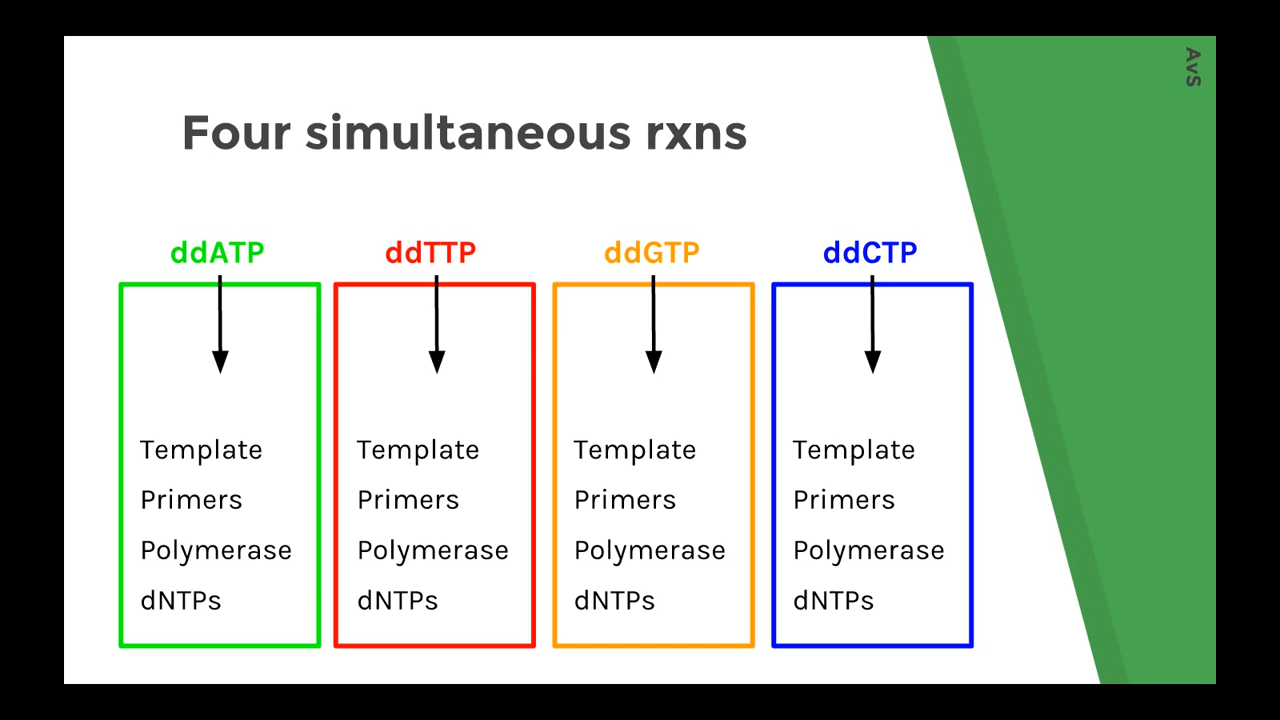 AvS
Four simultaneous rxns
ddATP
Template
Primers
Polymerase
dNTPs
ddTTP
Template
Primers
Polymerase
dNTPs
ddGTP
Template
Primers
Polymerase
dNTPs
ddCTP
Template
Primers
Polymerase
dNTPs